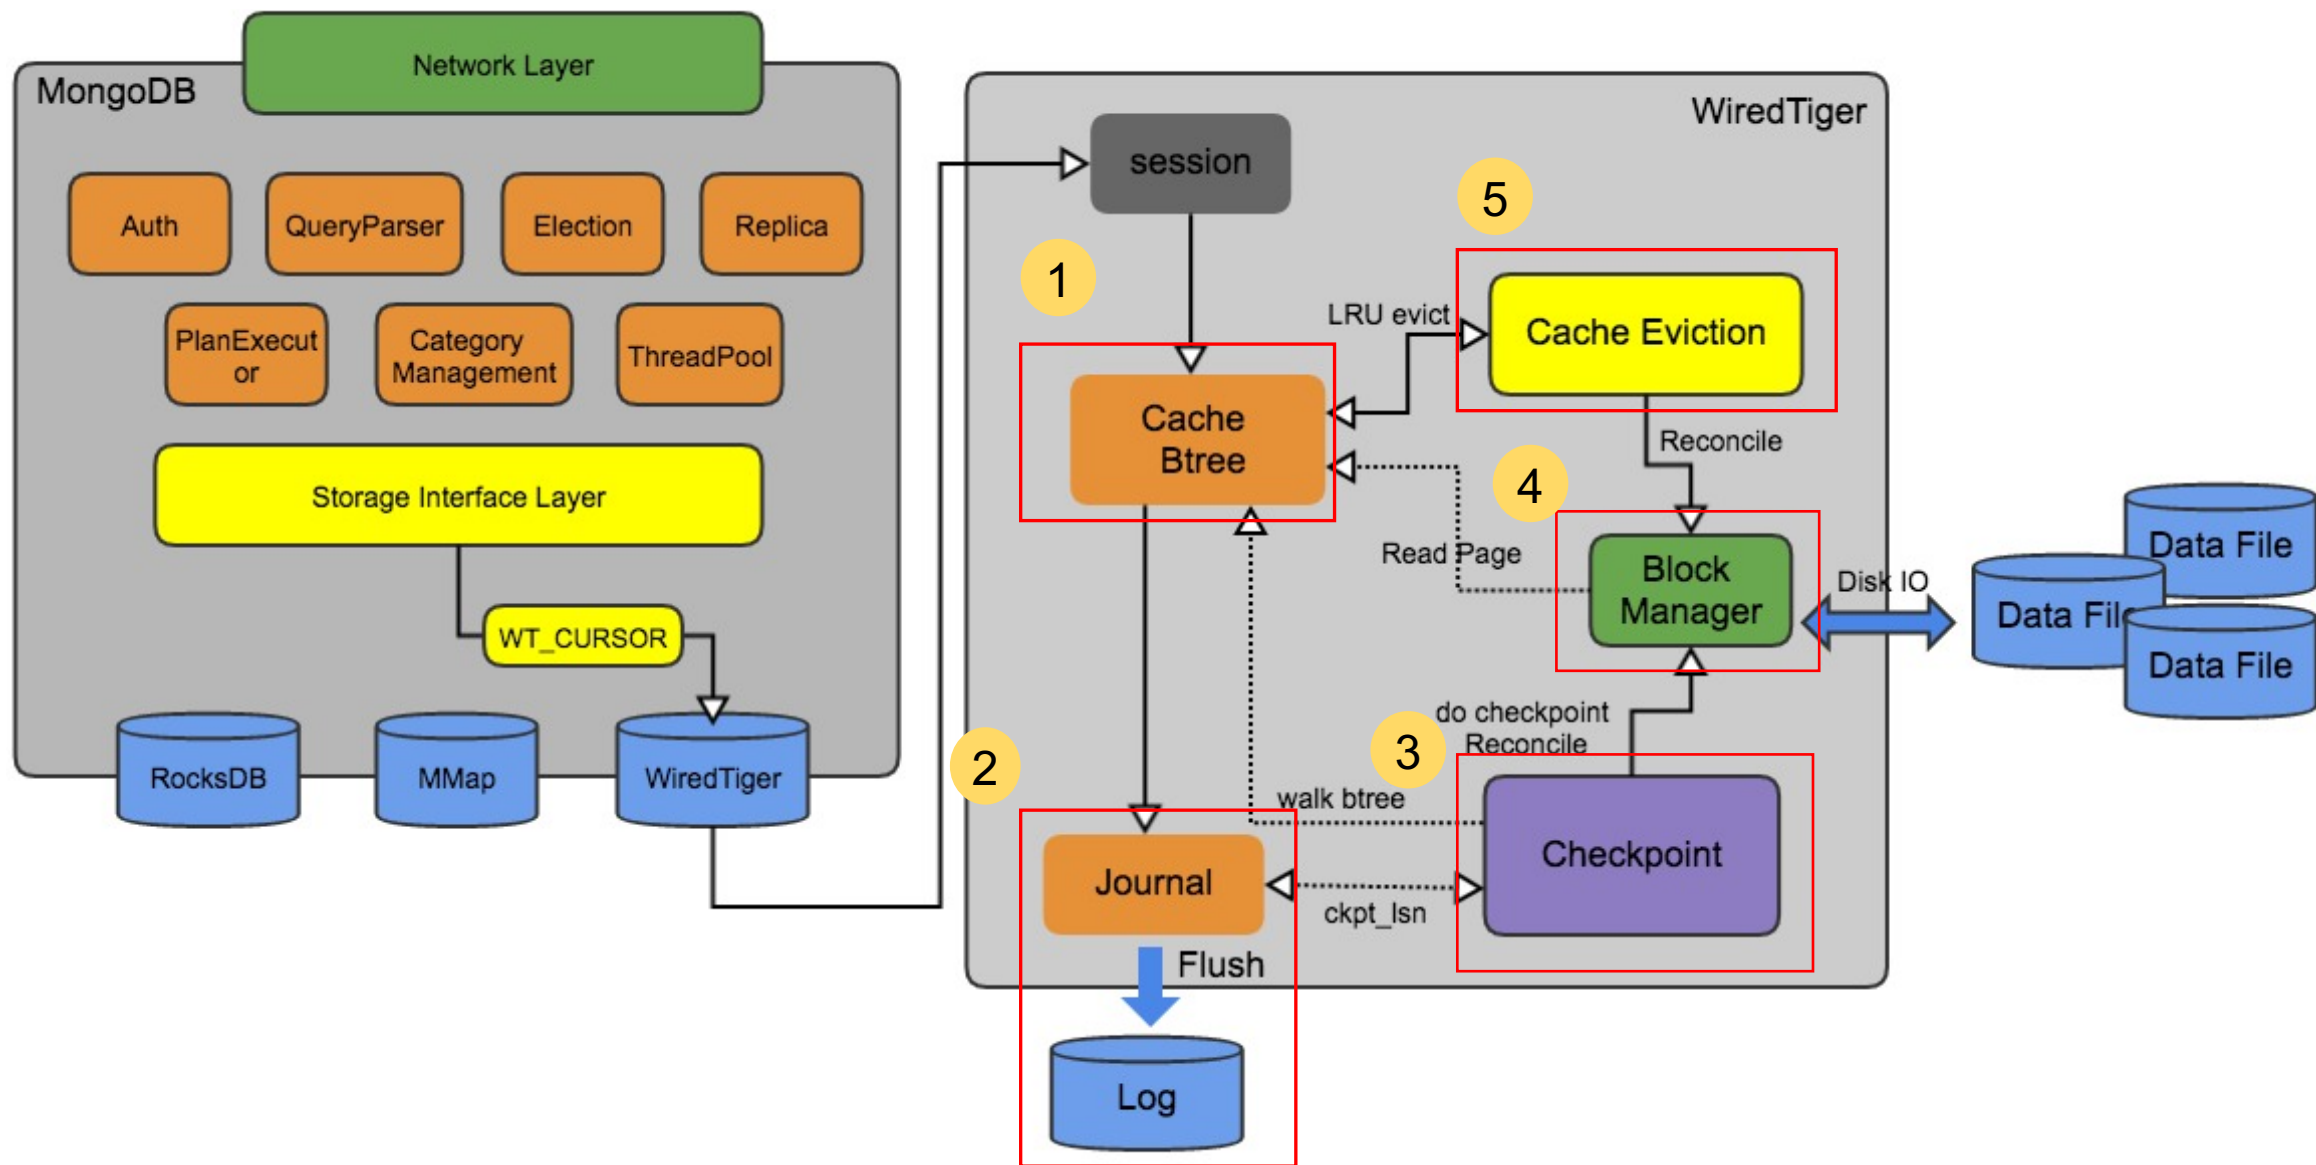 Network Layer
MongoDB
Auth
QueryParser
Election
Replica
PlanExecut
or
Category
Management
ThreadPool
Storage Interface Layer
WT_CURSOR
RocksDB
MMap
WiredTiger
WiredTiger
session
5
1
LRU evict
Cache Eviction
Cache
Btree
Reconcile
4
Read Page
Block
Manager
Disk IO
Data File
Data File
Data File
do checkpoint
Reconcile
3
2
walk btree
Checkpoint
Journal
ckpt_lsn
Flush
Log